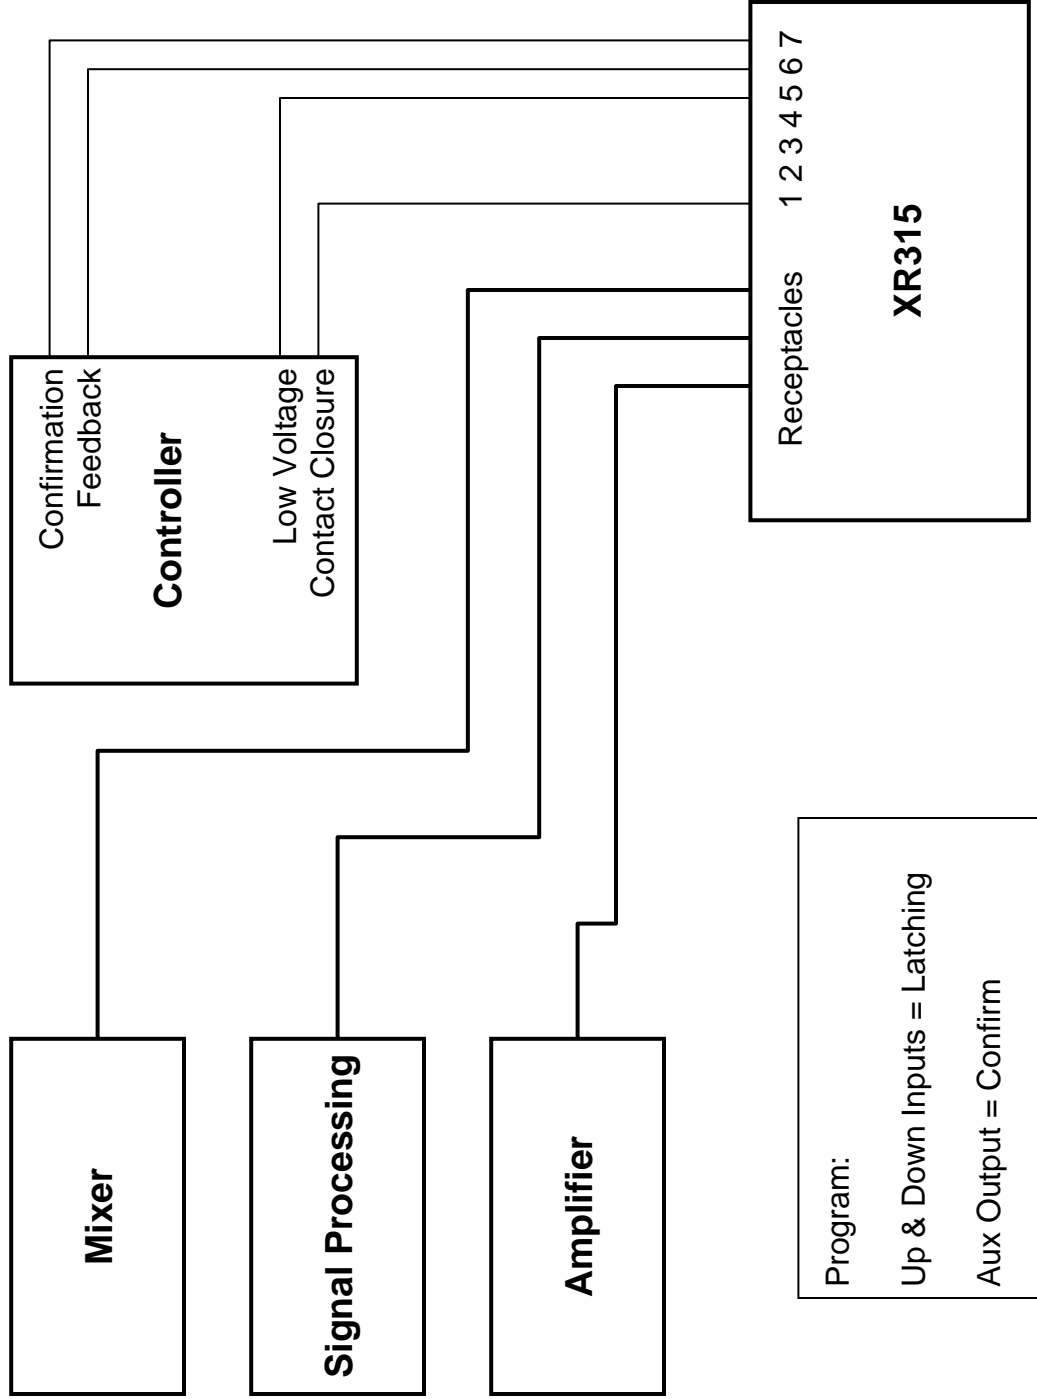 Mixer
Signal Processing
Amplifier
Confirmation
Feedback
Controller
Low Voltage
Contact Closure
Receptacles 1 2 3 4 5 6 7
XR315
Program:
Up & Down Inputs = Latching
Aux Output = Confirm